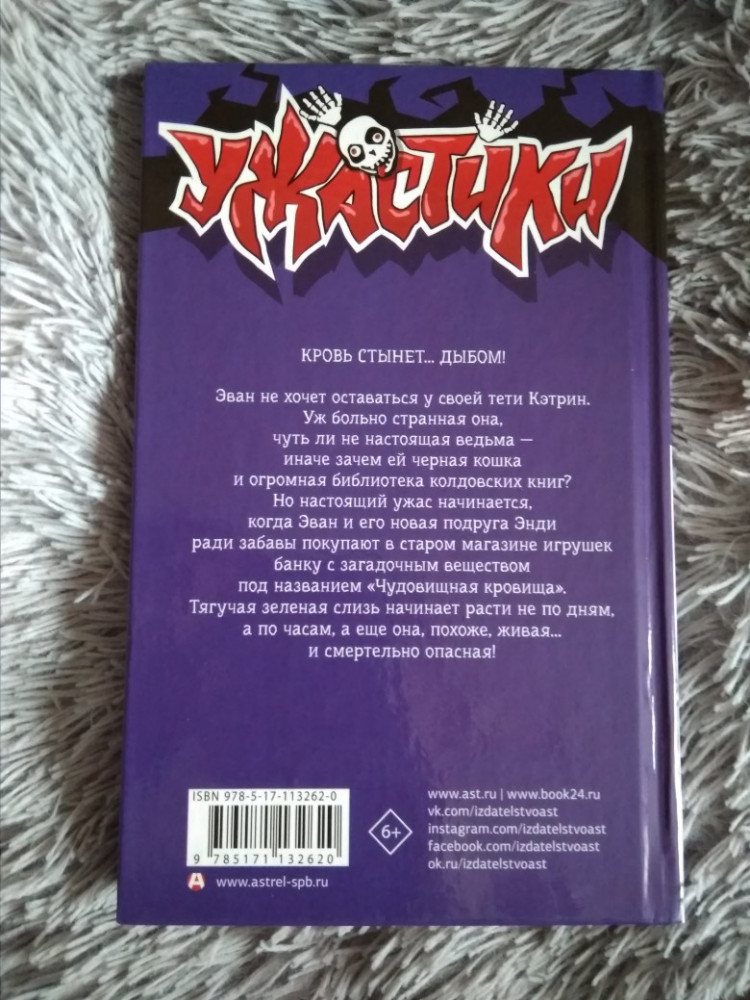 УЖАСТИКИ
КРОВЬ СТЫНЕТ... ДЫБОМ!
Эван не хочет оставаться у своей тети Кэтрин.
Уж больно странная она,
чуть ли не настоящая ведьма —
иначе зачем ей черная кошка
и огромная библиотека колдовских книг?
Но настоящий ужас начинается,
когда Эван и его новая подруга Энди
ради забавы покупают в старом магазине игрушек
банку с загадочным веществом
под названием «Чудовищная кровища».
Тягучая зеленая слизь начинает расти не по дням,
а по часам, а еще она, похоже, живая...
и смертельно опасная!
ISBN 978-5-17-113262-0
9 785171 132620
www.astrel-spb.ru
6+
www.ast.ru | www.book24.ru
vk.com/izdatelstvoast
instagram.com/izdatelstvoast
facebook.com/izdatelstvoast
ok.ru/izdatelstvoast